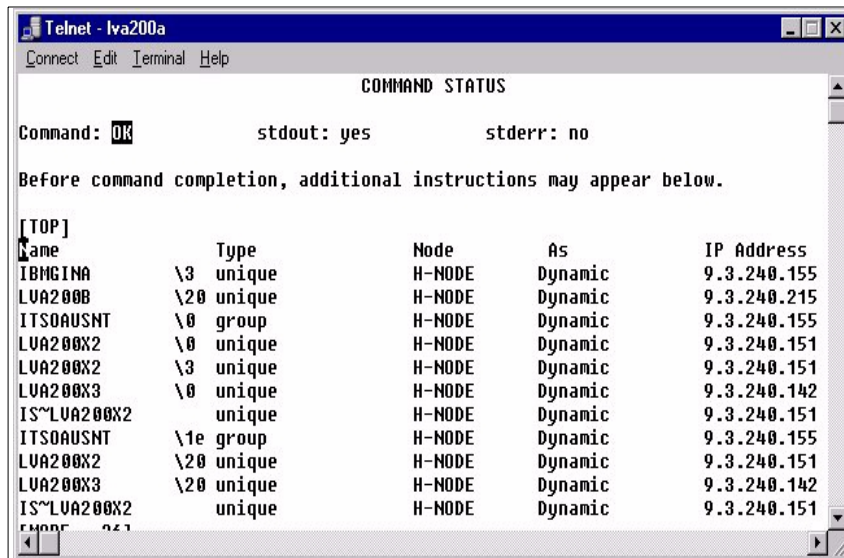 Telnet - lva200a
Connect Edit Terminal Help
COMMAND STATUS
Command: OK stdout: yes stderr: no
Before command completion, additional instructions may appear below.
[TOP]
Name Type Node As IP Address
IBMGINA \3 unique H-NODE Dynamic 9.3.240.155
LVA200B \20 unique H-NODE Dynamic 9.3.240.215
ITSOAUSNT \0 group H-NODE Dynamic 9.3.240.155
LVA200X2 \0 unique H-NODE Dynamic 9.3.240.151
LVA200X2 \3 unique H-NODE Dynamic 9.3.240.151
LVA200X3 \0 unique H-NODE Dynamic 9.3.240.142
IS~LVA200X2 unique H-NODE Dynamic 9.3.240.151
ITSOAUSNT \1e group H-NODE Dynamic 9.3.240.155
LVA200X2 \20 unique H-NODE Dynamic 9.3.240.151
LVA200X3 \20 unique H-NODE Dynamic 9.3.240.142
IS~LVA200X2 unique H-NODE Dynamic 9.3.240.151